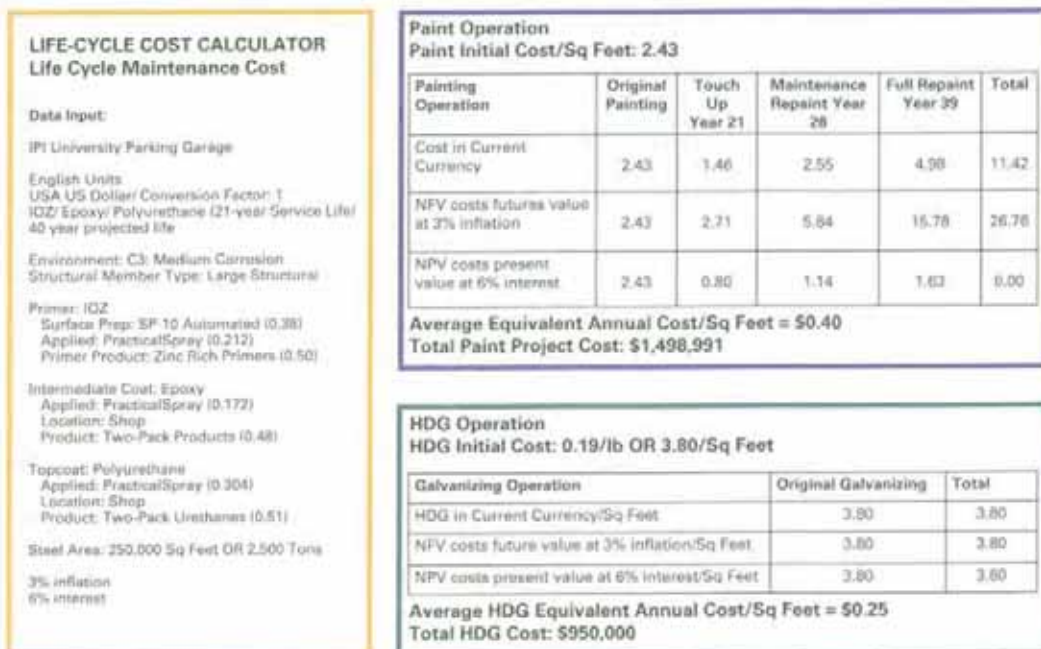 LIFE-CYCLE COST CALCULATOR
Life Cycle Maintenance Cost
Data Input:
IPI University Parking Garage
English Units
USA US Dollar/ Conversion Factor: 1
IOZ/ Epoxy/ Polyurethane (21-year Service Life)
40 year projected life
Environment: C3: Medium Corrosion
Structural Member Type: Large Structural
Primer: IOZ
Surface Prep: SP-10 Automated (0.38)
Applied: PracticalSpray (0.212)
Primer Product: Zinc Rich Primers (0.50)
Intermediate Coat: Epoxy
Applied: PracticalSpray (0.172)
Location: Shop
Product: Two-Pack Products (0.48)
Topcoat: Polyurethane
Applied: PracticalSpray (0.304)
Location: Shop
Product: Two-Pack Urethanes (0.51)
Steel Area: 250,000 Sq Feet OR 2,500 Tons
3% inflation
6% interest
Paint Operation
Paint Initial Cost/Sq Feet: 2.43
Painting Operation | Original Painting | Touch Up Year 21 | Maintenance Repaint Year 28 | Full Repaint Year 39 | Total
Cost in Current Currency | 2.43 | 1.46 | 2.55 | 4.98 | 11.42
NFV costs futures value at 3% inflation | 2.43 | 2.71 | 5.84 | 15.78 | 26.76
NPV costs present value at 6% interest | 2.43 | 0.80 | 1.14 | 1.63 | 6.00
Average Equivalent Annual Cost/Sq Feet = $0.40
Total Paint Project Cost: $1,498,991
HDG Operation
HDG Initial Cost: 0.19/lb OR 3.80/Sq Feet
Galvanizing Operation | Original Galvanizing | Total
HDG in Current Currency/Sq Feet | 3.80 | 3.80
NFV costs future value at 3% inflation/Sq Feet | 3.80 | 3.80
NPV costs present value at 6% interest/Sq Feet | 3.80 | 3.80
Average HDG Equivalent Annual Cost/Sq Feet = $0.25
Total HDG Cost: $950,000